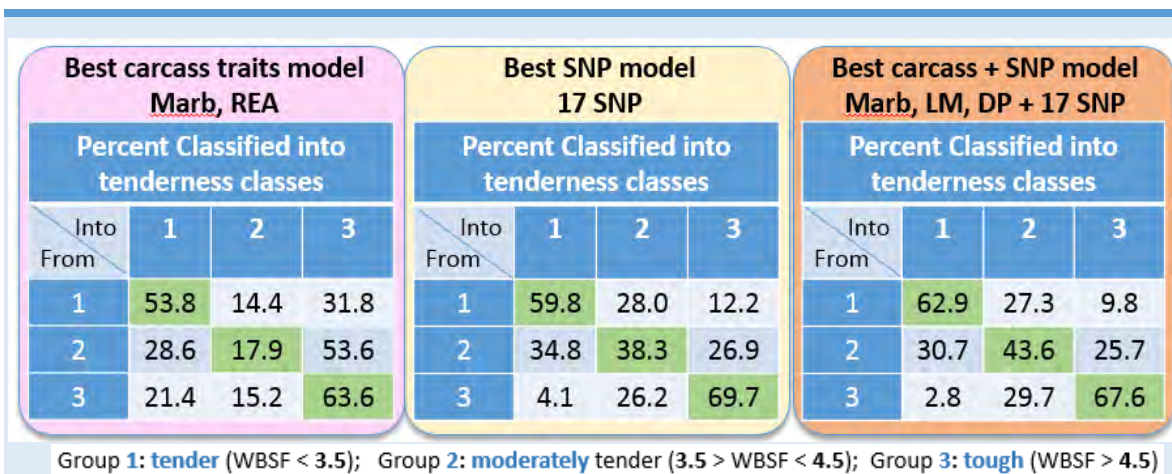 Best carcass traits model
Marb, REA
Percent Classified into
tenderness classes
Into
From
1 2 3
1 53.8 14.4 31.8
2 28.6 17.9 53.6
3 21.4 15.2 63.6
Best SNP model
17 SNP
Percent Classified into
tenderness classes
Into
From
1 2 3
1 59.8 28.0 12.2
2 34.8 38.3 26.9
3 4.1 26.2 69.7
Best carcass + SNP model
Marb, LM, DP + 17 SNP
Percent Classified into
tenderness classes
Into
From
1 2 3
1 62.9 27.3 9.8
2 30.7 43.6 25.7
3 2.8 29.7 67.6
Group 1: tender (WBSF < 3.5); Group 2: moderately tender (3.5 > WBSF < 4.5); Group 3: tough (WBSF > 4.5)